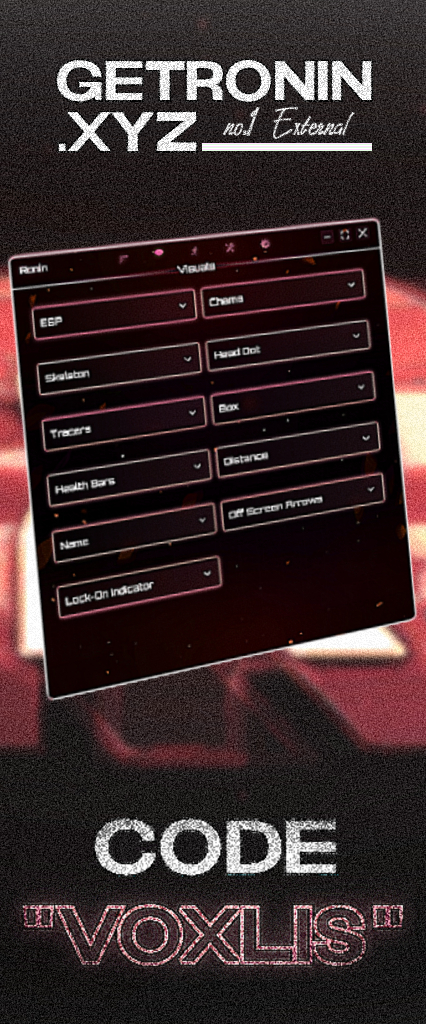 GETRONIN
.XYZ no.1 External
Ronin
Visuals
ESP
Chams
Skeleton
Head Dot
Tracers
Box
Health Bars
Distance
Name
Off Screen Arrows
Lock-On Indicator
CODE
"VOXLIS"